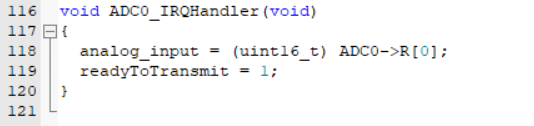 116 void ADC0_IRQHandler(void)
117 {
118 analog_input = (uint16_t) ADC0->R[0];
119 readyToTransmit = 1;
120 }
121